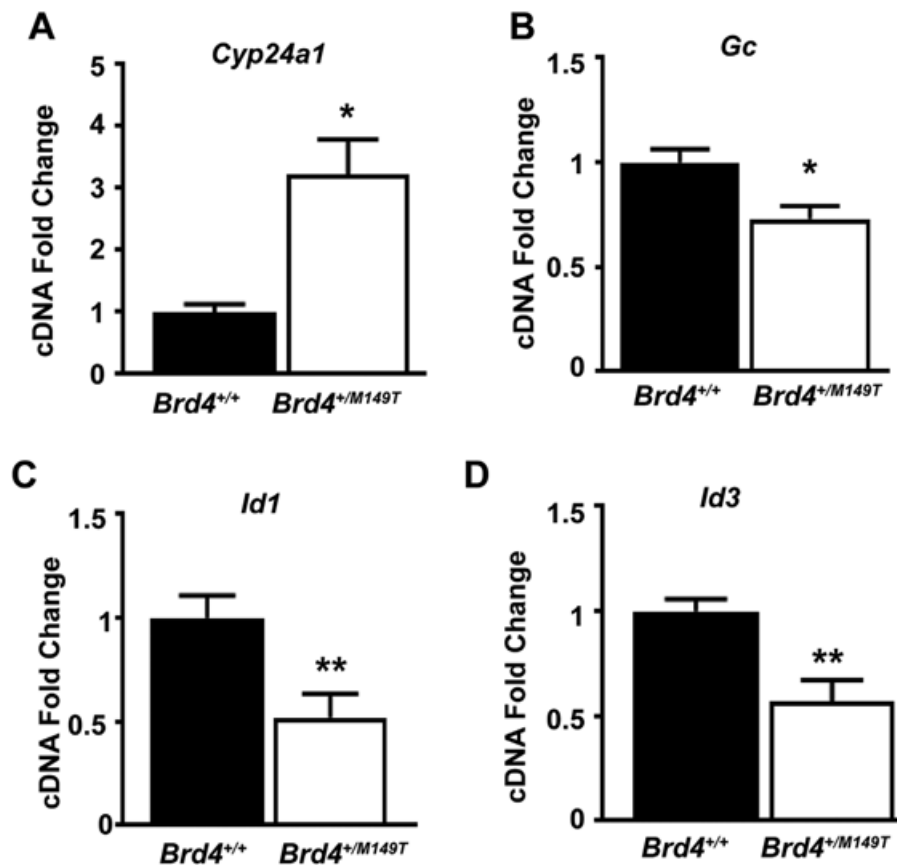 A
Cyp24a1
cDNA Fold Change
5
4
3
2
1
0
*
Brd4+/+
Brd4+/M149T
B
Gc
cDNA Fold Change
1.5
1
0.5
0
*
Brd4+/+
Brd4+/M149T
C
Id1
cDNA Fold Change
1.5
1
0.5
0
**
Brd4+/+
Brd4+/M149T
D
Id3
cDNA Fold Change
1.5
1
0.5
0
**
Brd4+/+
Brd4+/M149T